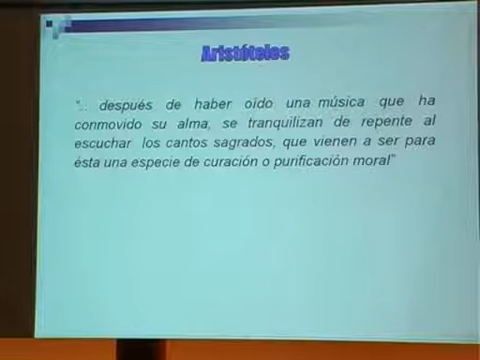 Aristóteles
".. después de haber oído una música que ha
conmovido su alma, se tranquilizan de repente al
escuchar los cantos sagrados, que vienen a ser para
ésta una especie de curación o purificación moral"